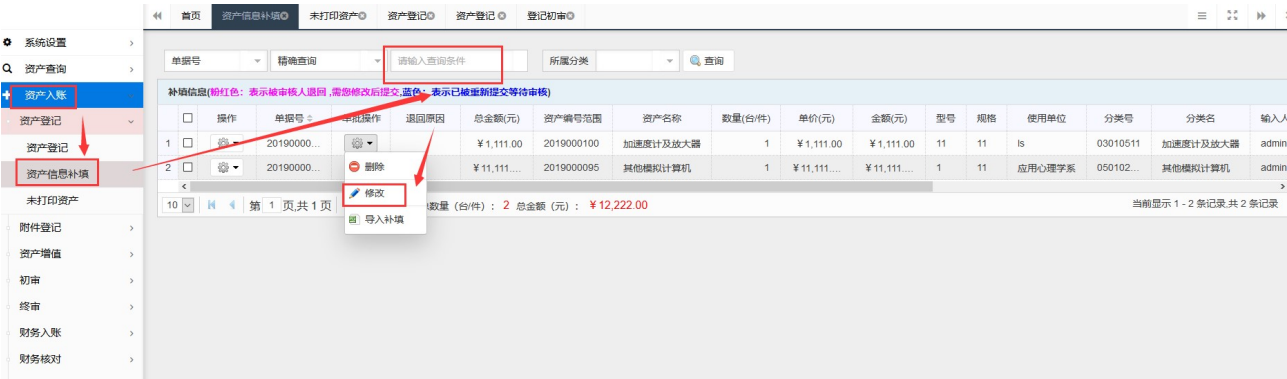 首页 资产信息补填 未打印资产 资产登记 资产登记 登记初审
系统设置
资产查询
资产入账
资产登记
资产登记
资产信息补填
未打印资产
附件登记
资产增值
初审
终审
财务入账
财务核对
单据号 精确查询 请输入查询条件 所属分类 查询
补填信息(粉红色：表示被审核人退回 ,需您修改后提交,蓝色：表示已被重新提交等待审核)
操作 单据号 单批操作 退回原因 总金额(元) 资产编号范围 资产名称 数量(台/件) 单价(元) 金额(元) 型号 规格 使用单位 分类号 分类名 输入人
1 20190000... ¥1,111.00 2019000100 加速度计及放大器 1 ¥1,111.00 ¥1,111.00 11 11 ls 03010511 加速度计及放大器 admin
2 20190000... ¥11,111.... 2019000095 其他模拟计算机 1 ¥11,111.... ¥11,111.... 1 11 应用心理学系 050102... 其他模拟计算机 admin
删除
修改
导入补填
10 第 1 页,共 1 页 数量（台/件）: 2 总金额（元）: ¥12,222.00 当前显示 1 - 2 条记录,共 2 条记录